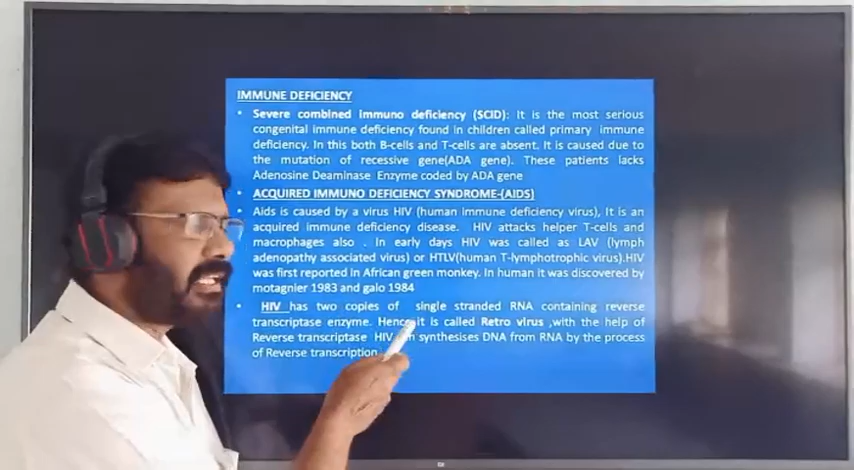 IMMUNE DEFICIENCY
• Severe combined immuno deficiency (SCID): It is the most serious
congenital immune deficiency found in children called primary immune
deficiency. In this both B-cells and T-cells are absent. It is caused due to
the mutation of recessive gene(ADA gene). These patients lacks
Adenosine Deaminase Enzyme coded by ADA gene
• ACQUIRED IMMUNO DEFICIENCY SYNDROME-(AIDS)
• Aids is caused by a virus HIV (human immune deficiency virus), It is an
acquired immune deficiency disease. HIV attacks helper T-cells and
macrophages also . In early days HIV was called as LAV (lymph
adenopathy associated virus) or HTLV(human T-lymphotrophic virus).HIV
was first reported in African green monkey. In human it was discovered by
motagnier 1983 and galo 1984
• HIV has two copies of single stranded RNA containing reverse
transcriptase enzyme. Hence it is called Retro virus ,with the help of
Reverse transcriptase HIV synthesises DNA from RNA by the process
of Reverse transcription